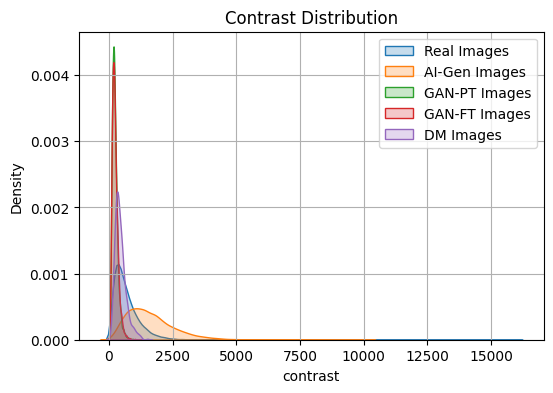 Contrast Distribution
Real Images
AI-Gen Images
GAN-PT Images
GAN-FT Images
DM Images
Density
0.004
0.003
0.002
0.001
0.000
0 2500 5000 7500 10000 12500 15000
contrast